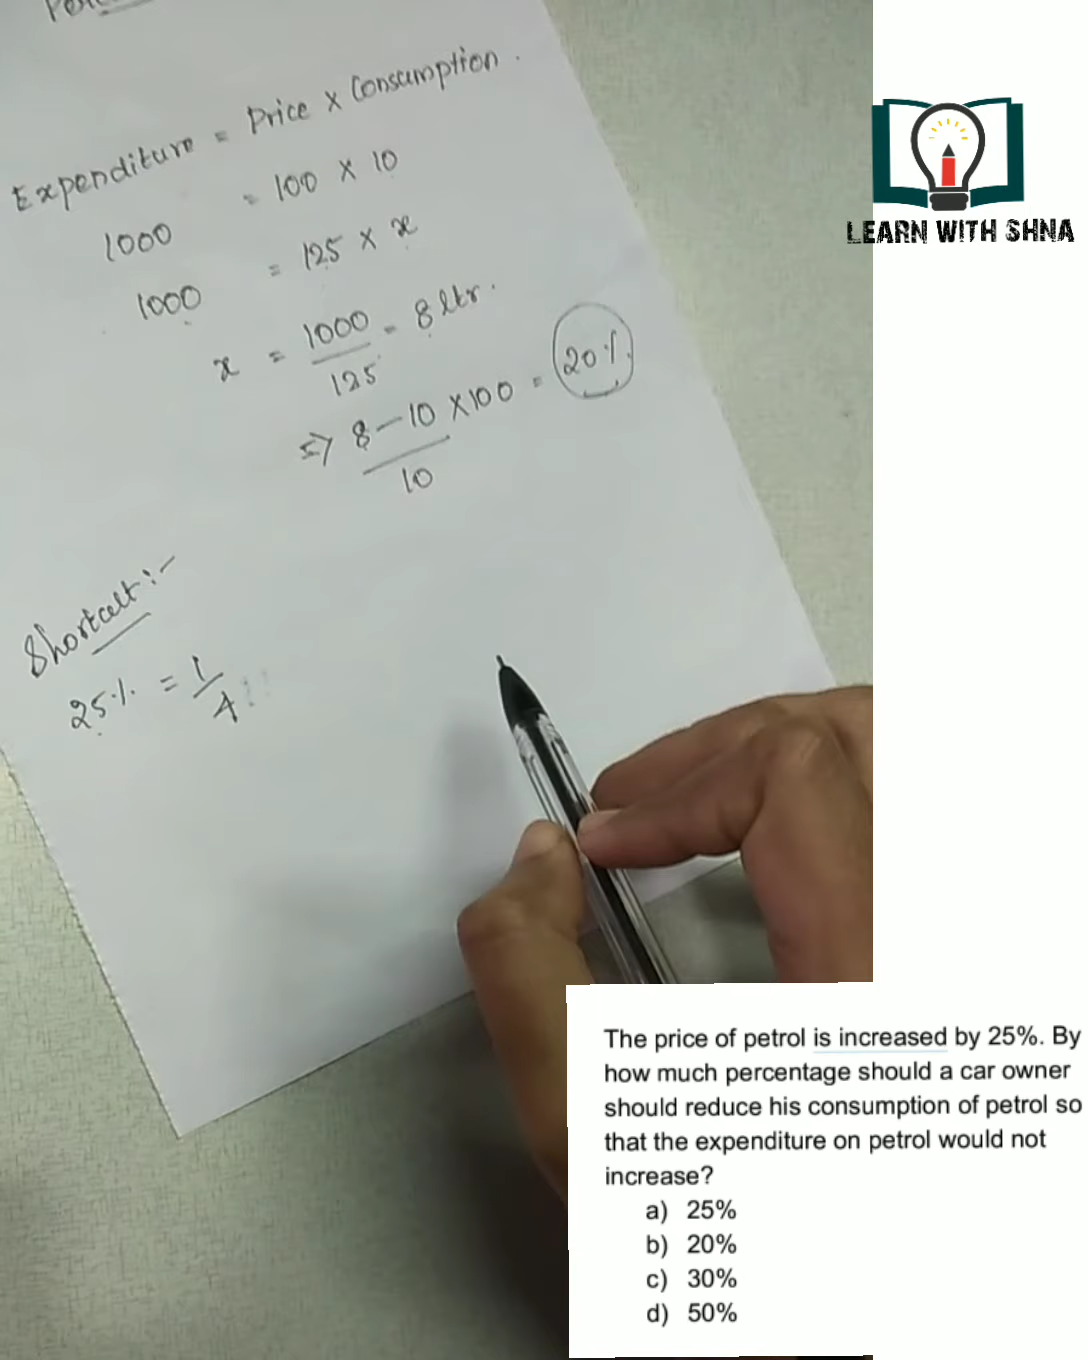 Expenditure = Price X Consumption.
1000 = 100 X 10
1000 = 125 X x
x = 1000/125 = 8 ltr.
=> 8-10/10 X100 = 20%
Shortcut:-
25% = 1/4
LEARN WITH SHNA
The price of petrol is increased by 25%. By
how much percentage should a car owner
should reduce his consumption of petrol so
that the expenditure on petrol would not
increase?
a) 25%
b) 20%
c) 30%
d) 50%